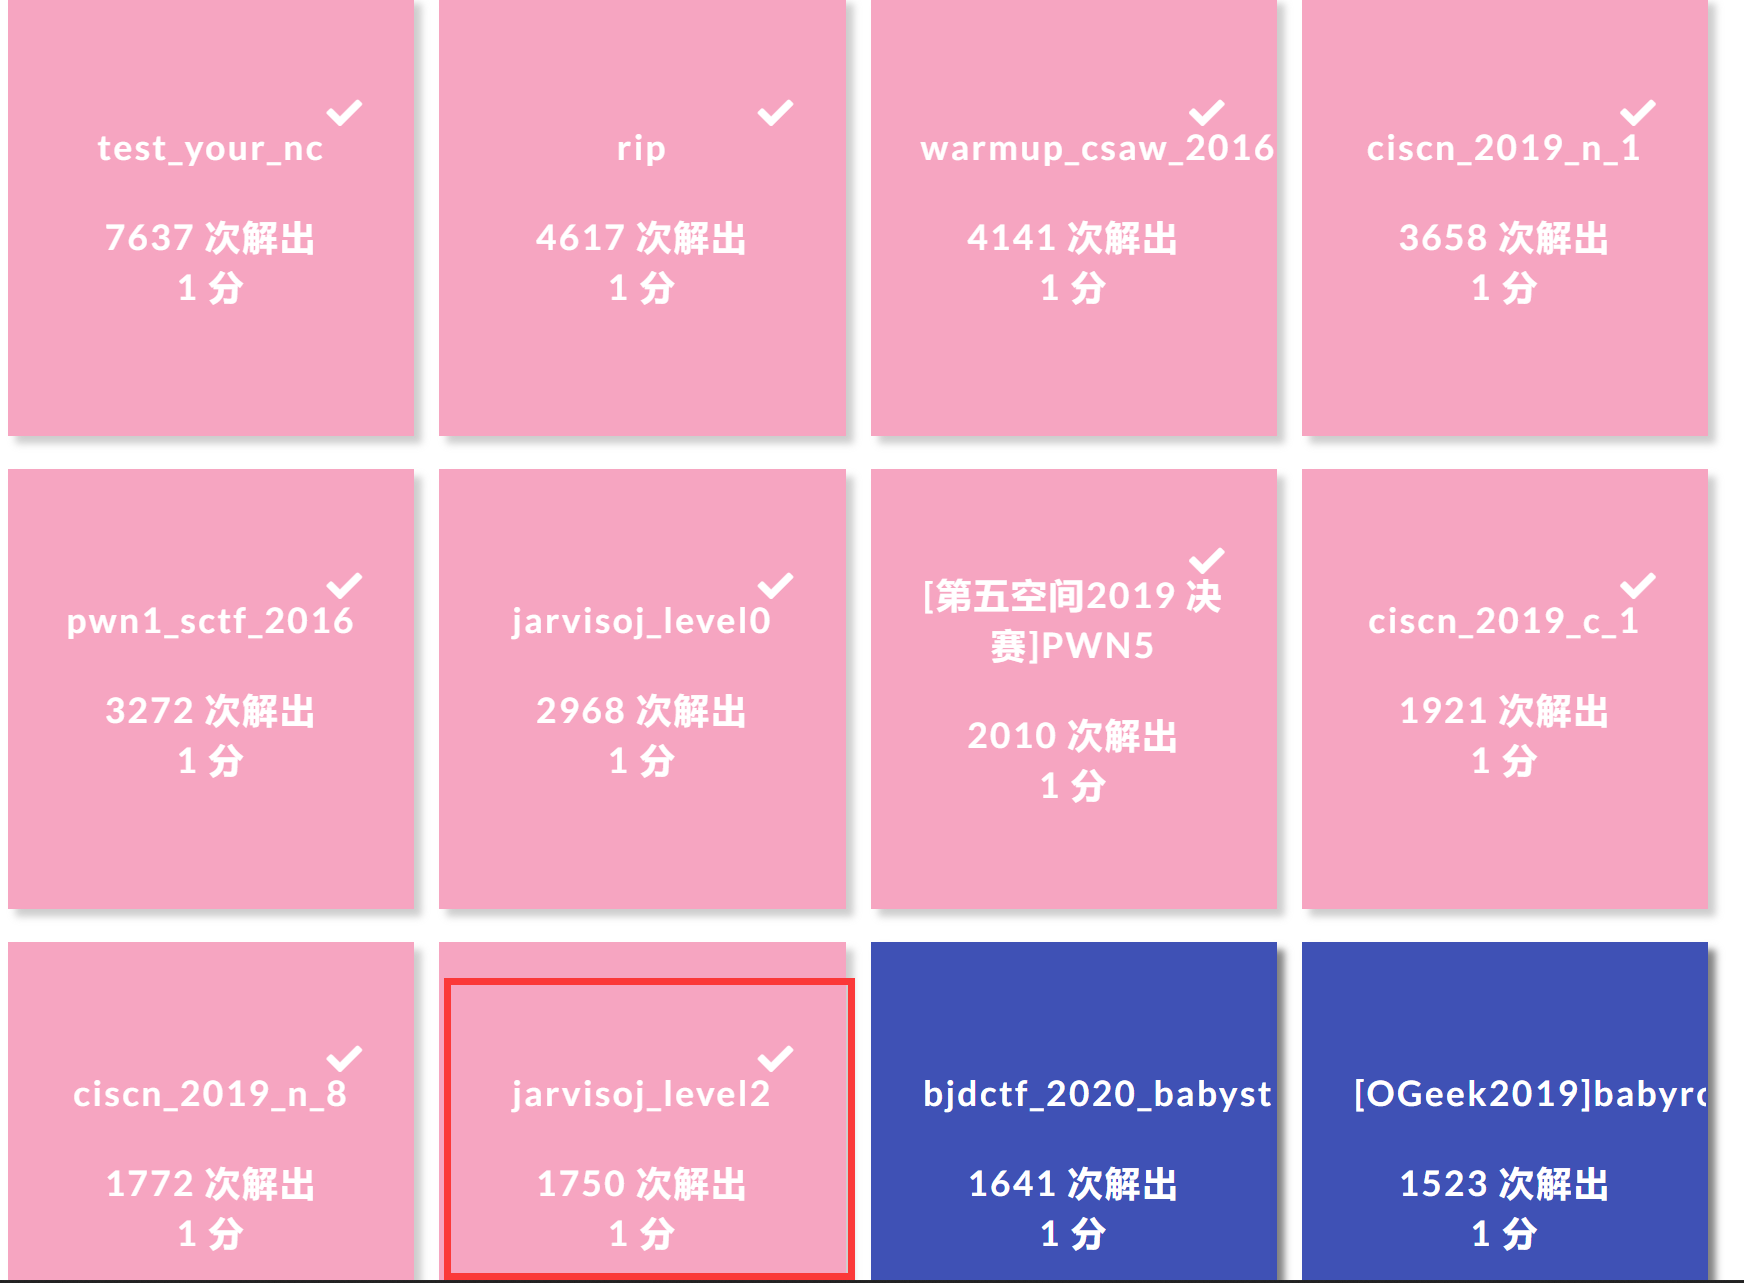 test_your_nc
7637 次解出
1 分
rip
4617 次解出
1 分
warmup_csaw_2016
4141 次解出
1 分
ciscn_2019_n_1
3658 次解出
1 分
pwn1_sctf_2016
3272 次解出
1 分
jarvisoj_level0
2968 次解出
1 分
[第五空间2019 决
赛]PWN5
2010 次解出
1 分
ciscn_2019_c_1
1921 次解出
1 分
ciscn_2019_n_8
1772 次解出
1 分
jarvisoj_level2
1750 次解出
1 分
bjdctf_2020_babyst
1641 次解出
1 分
[OGeek2019]babyro
1523 次解出
1 分